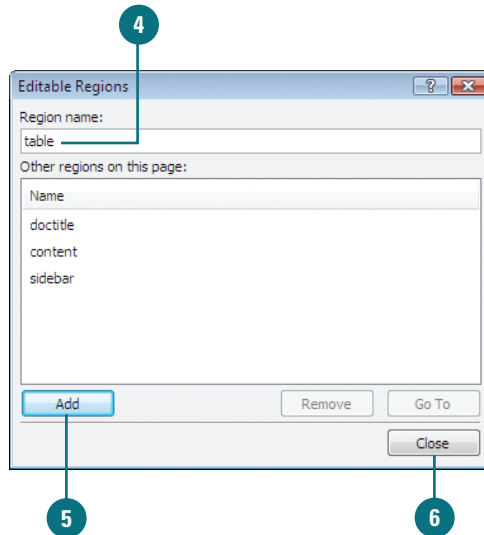 4
Editable Regions
?
Region name:
table
Other regions on this page:
Name
doctitle
content
sidebar
Add Remove Go To
Close
5 6